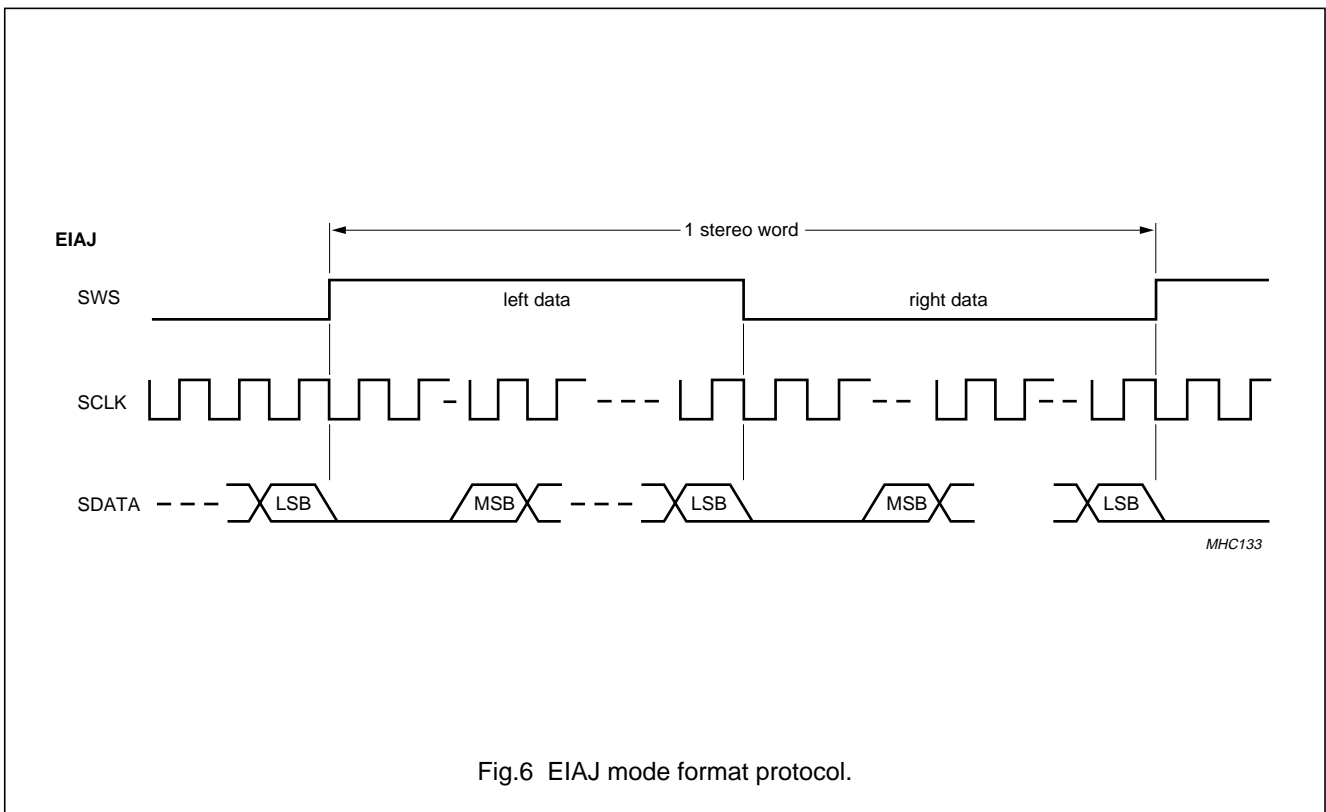 1 stereo word
EIAJ
SWS
left data
right data
SCLK
SDATA
LSB
MSB
LSB
MSB
LSB
MHC133
Fig.6 EIAJ mode format protocol.